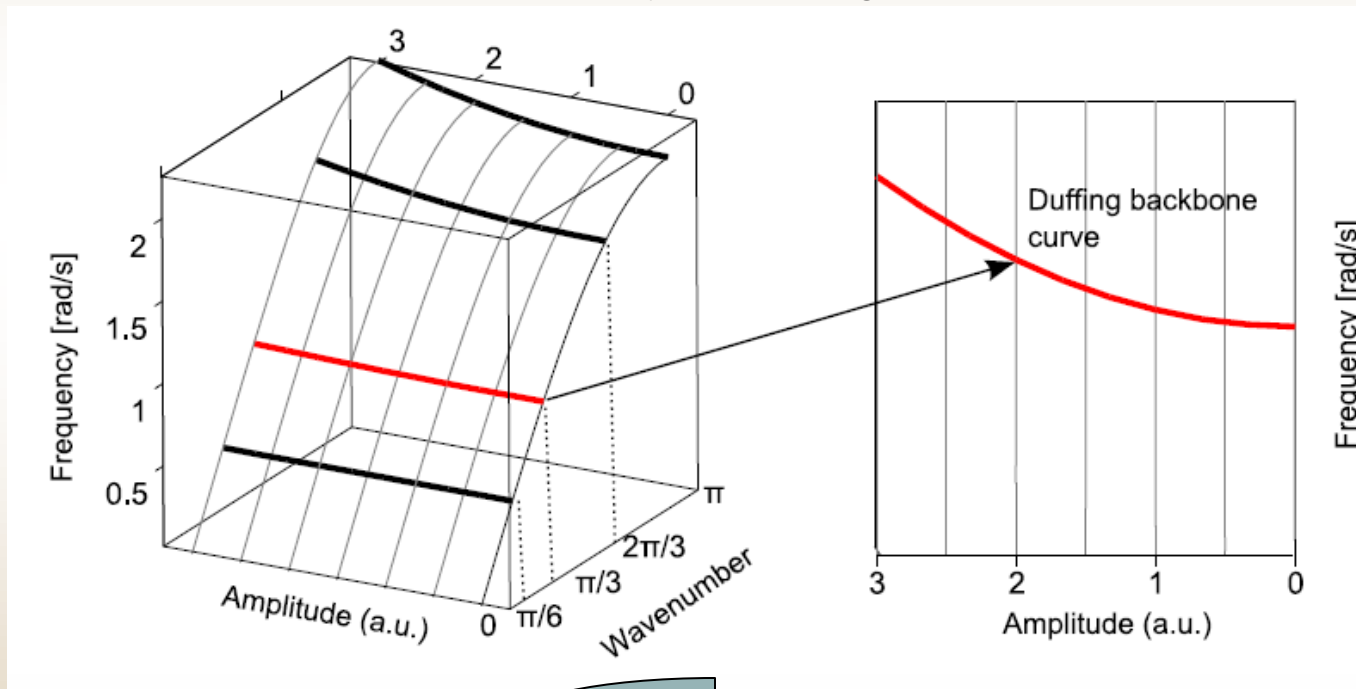 3
2
1
0
2
1.5
1
0.5
Frequency [rad/s]
Amplitude (a.u.)
0
π/6
π/3
2π/3
π
Wavenumber
Duffing backbone
curve
3
2
1
0
Amplitude (a.u.)
Frequency [rad/s]